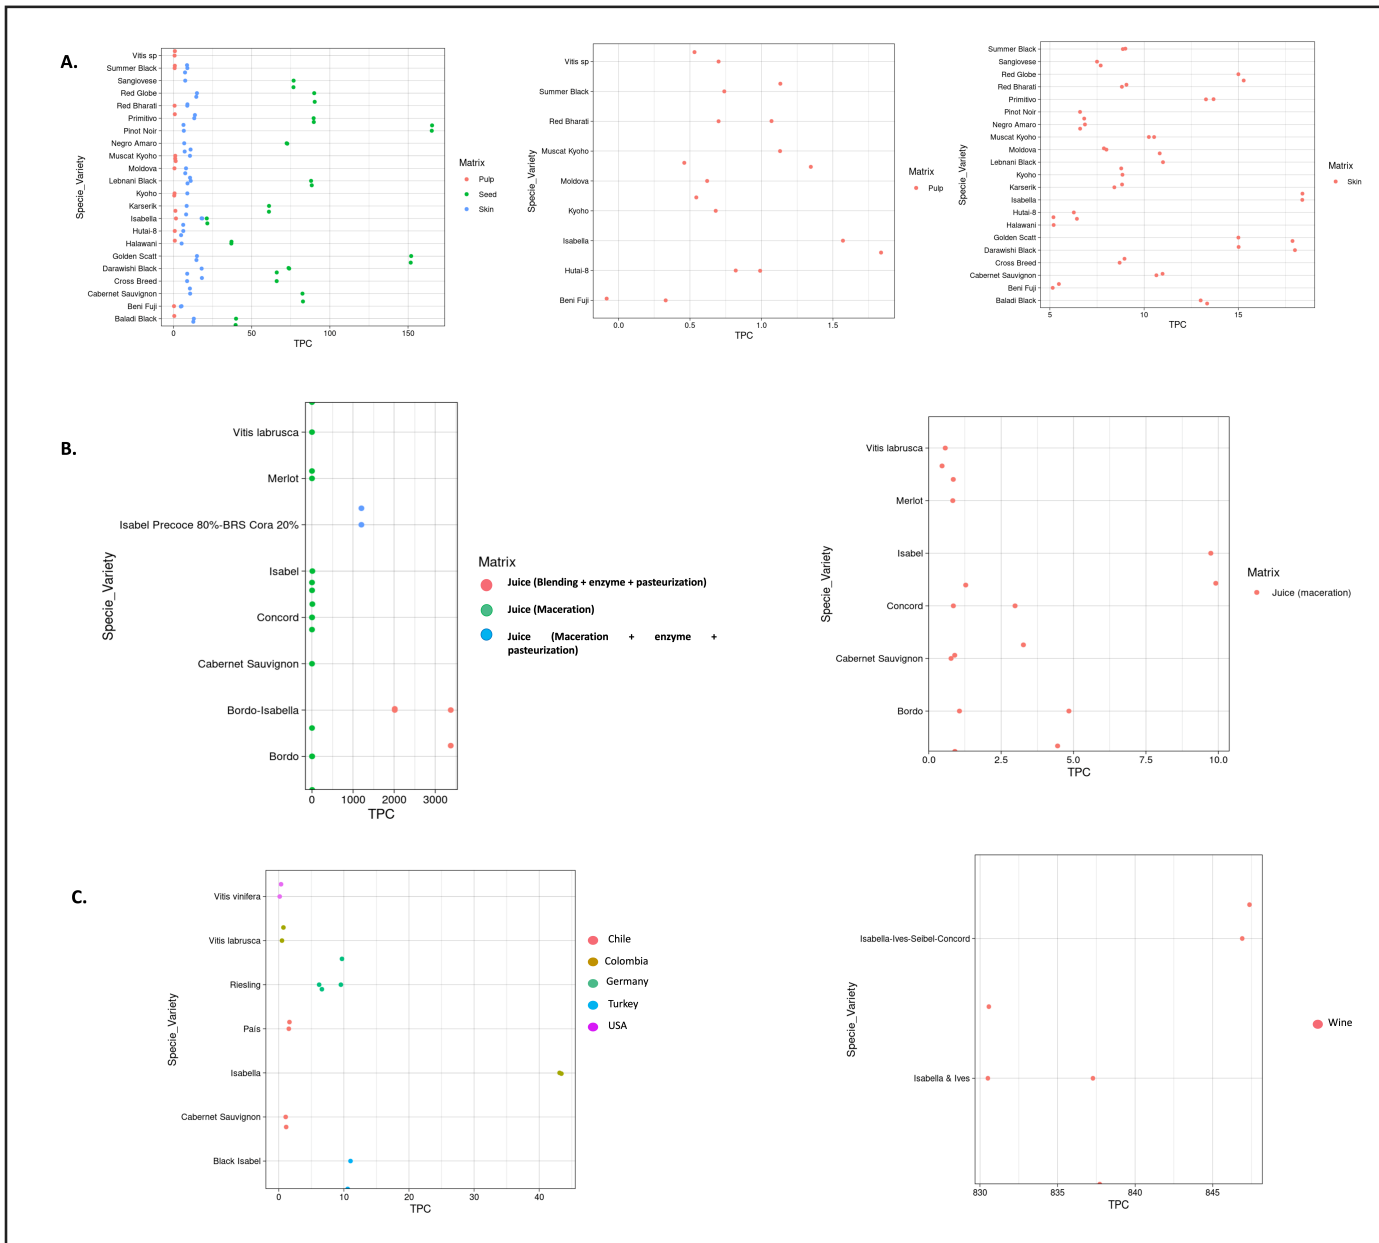 A.
Specie_Variety
Vitis sp
Summer Black
Sangiovese
Red Globe
Red Bharati
Primitivo
Pinot Noir
Negro Amaro
Muscat Kyoho
Moldova
Lebnani Black
Kyoho
Karserik
Isabella
Hutai-8
Halawani
Golden Scatt
Darawishi Black
Cross Breed
Cabernet Sauvignon
Beni Fuji
Baladi Black
0 50 100 150
TPC
Matrix
Pulp
Seed
Skin
Specie_Variety
Vitis sp
Summer Black
Red Bharati
Muscat Kyoho
Moldova
Kyoho
Isabella
Hutai-8
Beni Fuji
0.0 0.5 1.0 1.5
TPC
Matrix
Pulp
Specie_Variety
Summer Black
Sangiovese
Red Globe
Red Bharati
Primitivo
Pinot Noir
Negro Amaro
Muscat Kyoho
Moldova
Lebnani Black
Kyoho
Karserik
Isabella
Hutai-8
Halawani
Golden Scatt
Darawishi Black
Cross Breed
Cabernet Sauvignon
Beni Fuji
Baladi Black
5 10 15
TPC
Matrix
Skin
B.
Specie_Variety
Vitis labrusca
Merlot
Isabel Precoce 80%-BRS Cora 20%
Isabel
Concord
Cabernet Sauvignon
Bordo-Isabella
Bordo
0 1000 2000 3000
TPC
Matrix
Juice (Blending + enzyme + pasteurization)
Juice (Maceration)
Juice (Maceration + enzyme +
pasteurization)
Specie_Variety
Vitis labrusca
Merlot
Isabel
Concord
Cabernet Sauvignon
Bordo
0.0 2.5 5.0 7.5 10.0
TPC
Matrix
Juice (maceration)
C.
Specie_Variety
Vitis vinifera
Vitis labrusca
Riesling
País
Isabella
Cabernet Sauvignon
Black Isabel
0 10 20 30 40
TPC
Chile
Colombia
Germany
Turkey
USA
Specie_Variety
Isabella-Ives-Seibel-Concord
Isabella & Ives
830 835 840 845
TPC
Wine